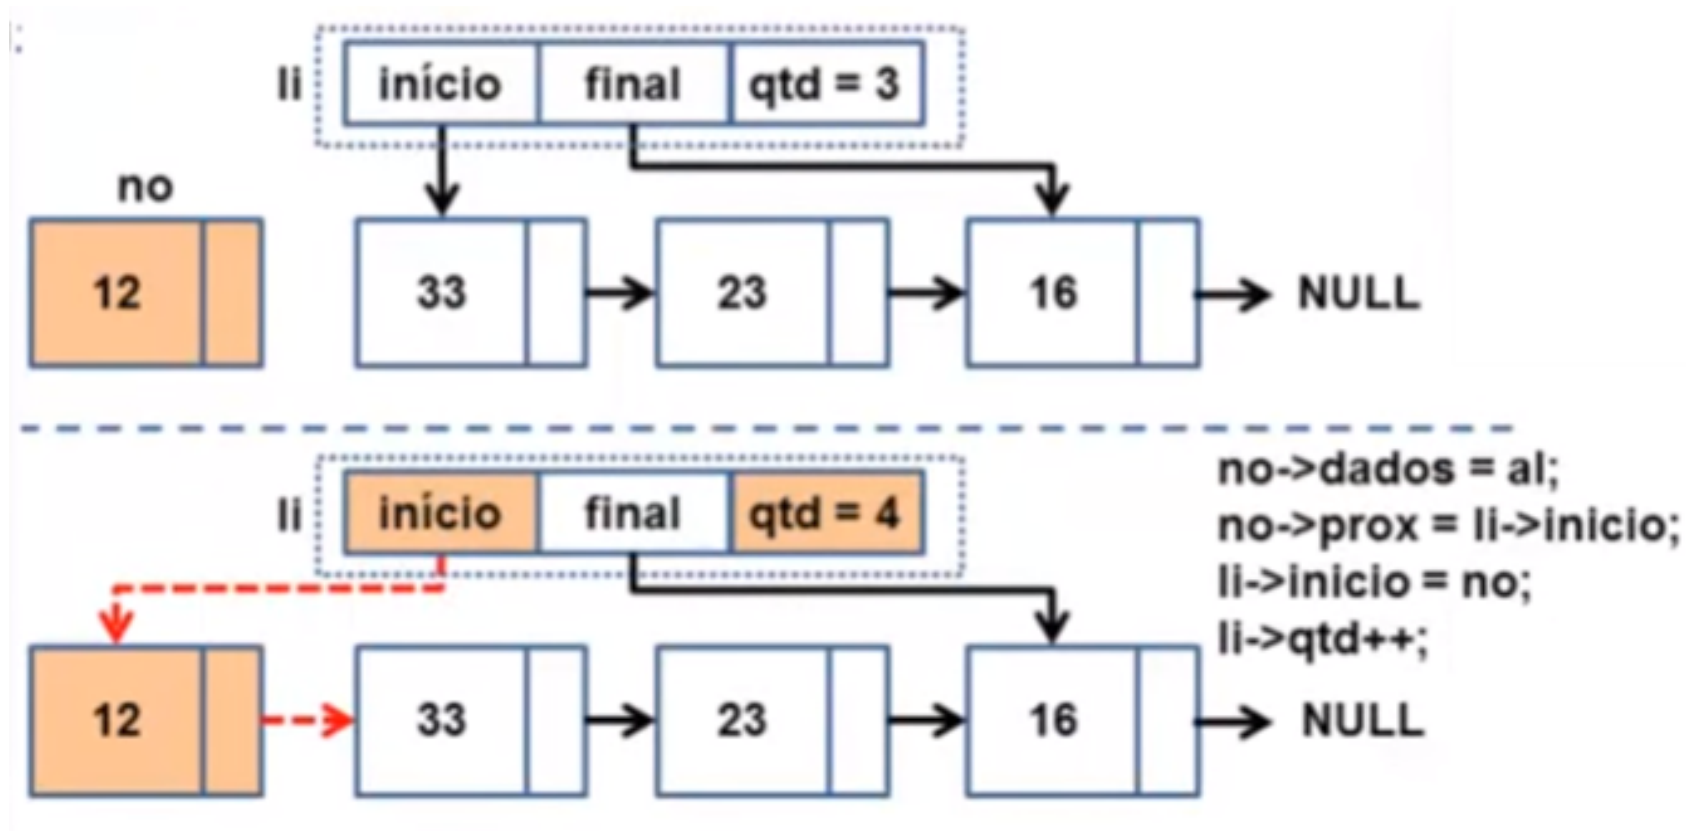 li início final qtd = 3
no
12 33 23 16 NULL
li início final qtd = 4
no->dados = al;
no->prox = li->inicio;
li->inicio = no;
li->qtd++;
12 33 23 16 NULL